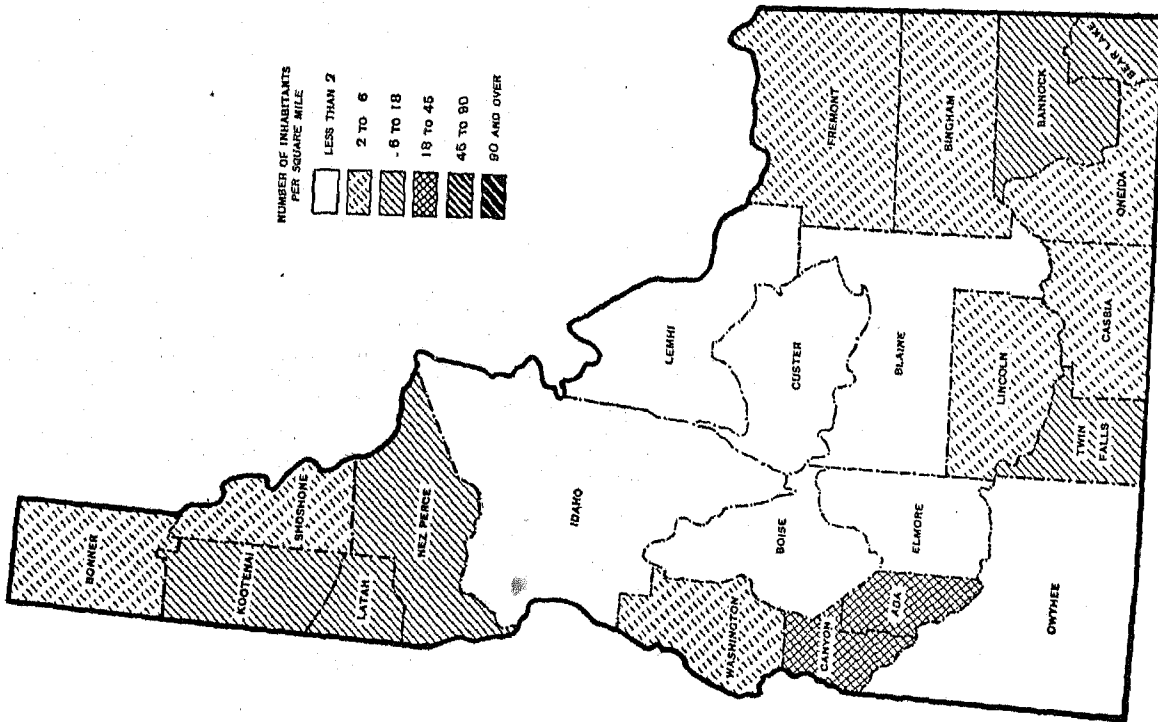 NUMBER OF INHABITANTS
PER SQUARE MILE
LESS THAN 2
2 TO 6
6 TO 18
18 TO 45
45 TO 90
90 AND OVER
BONNER
KOOTENAI
SHOSHONE
LATAH
NEZ PERCE
IDAHO
LEMHI
WASHINGTON
BOISE
CUSTER
FREMONT
CANYON
ADA
ELMORE
BLAINE
BINGHAM
OWYHEE
LINCOLN
TWIN
FALLS
CASSIA
ONEIDA
BANNOCK
BEAR LAKE